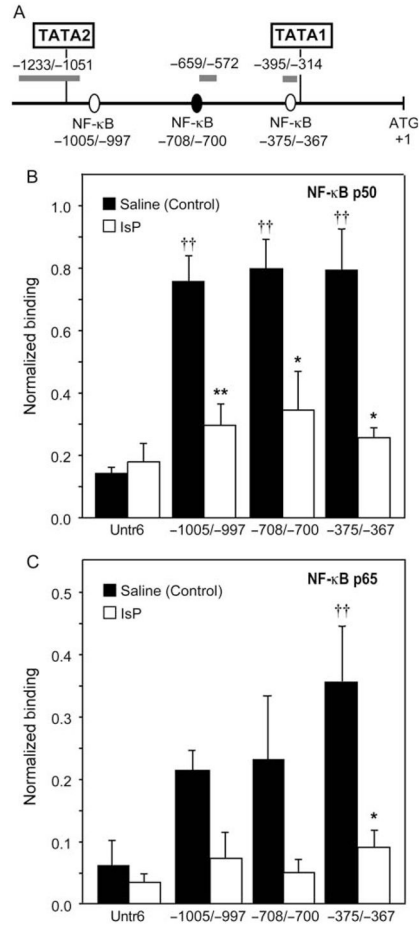 A
TATA2 TATA1
−1233/−1051 −659/−572 −395/−314
NF-κB NF-κB NF-κB ATG
−1005/−997 −708/−700 −375/−367 +1
B
NF-κB p50
1.0
Saline (Control)
IsP
††
††
††
0.8
Normalized binding
0.6
0.4
**
*
*
0.2
0.0
Untr6 −1005/−997 −708/−700 −375/−367
C
NF-κB p65
0.5
Saline (Control)
IsP
††
0.4
Normalized binding
0.3
0.2
*
0.1
0.0
Untr6 −1005/−997 −708/−700 −375/−367